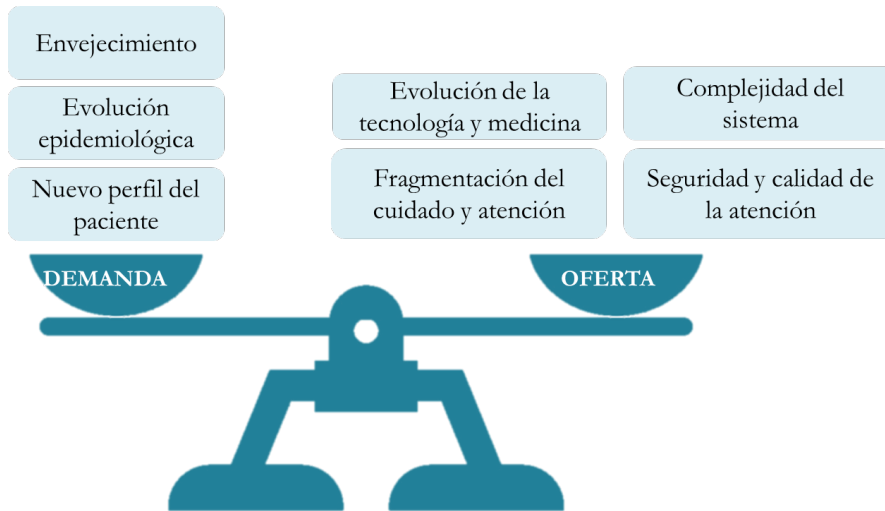 Envejecimiento
Evolución
epidemiológica
Nuevo perfil del
paciente
DEMANDA
Evolución de la
tecnología y medicina
Complejidad del
sistema
Fragmentación del
cuidado y atención
Seguridad y calidad de
la atención
OFERTA